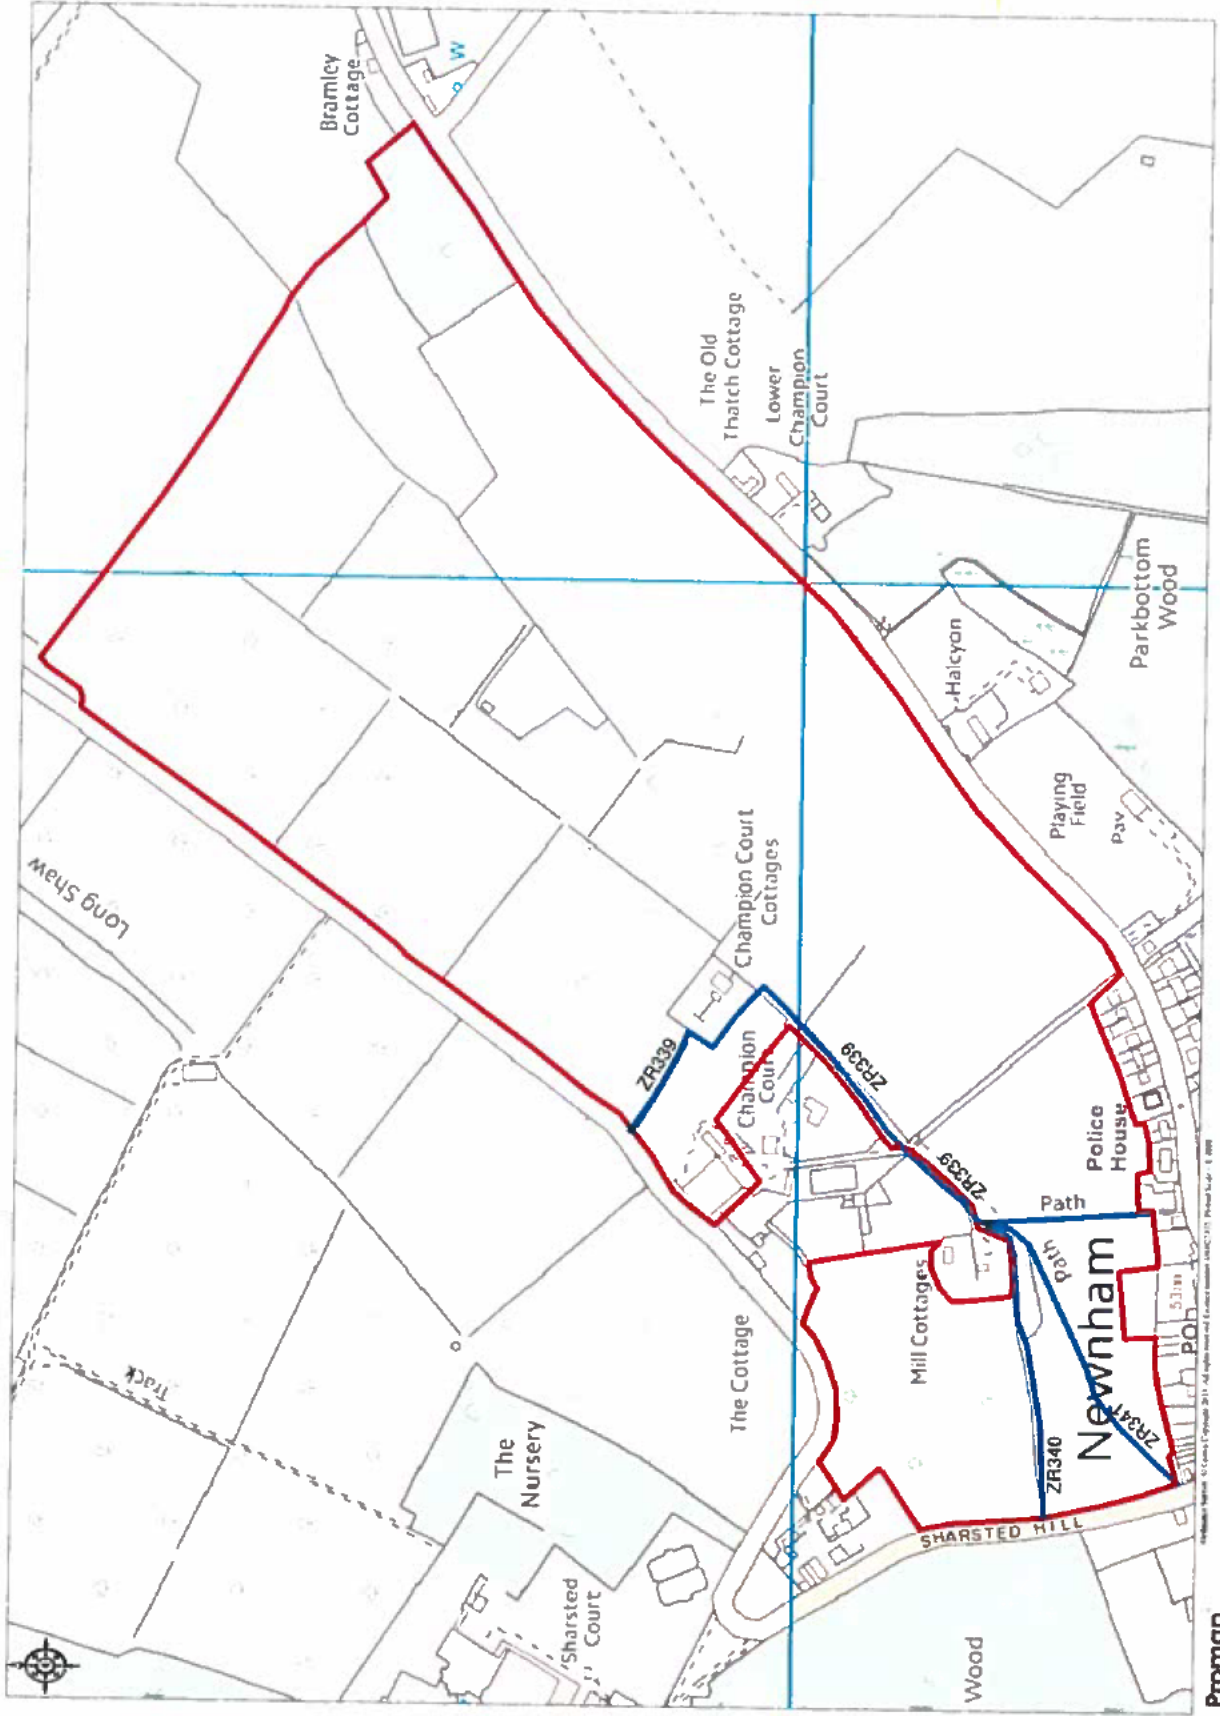 Bramley
Cottage
W
Long Shaw
The Old
Thatch Cottage
Lower
Champion
Court
Halcyon
Parkbottom
Wood
Playing
Field
Pav
Champion Court
Cottages
ZR339
Champion
Court
ZR339
ZR339
Police
House
Path
Path
Mill Cottages
Newnham
53m
PO
ZR341
ZR340
SHARSTED HILL
The Cottage
Track
The
Nursery
Sharsted
Court
Wood
Proman